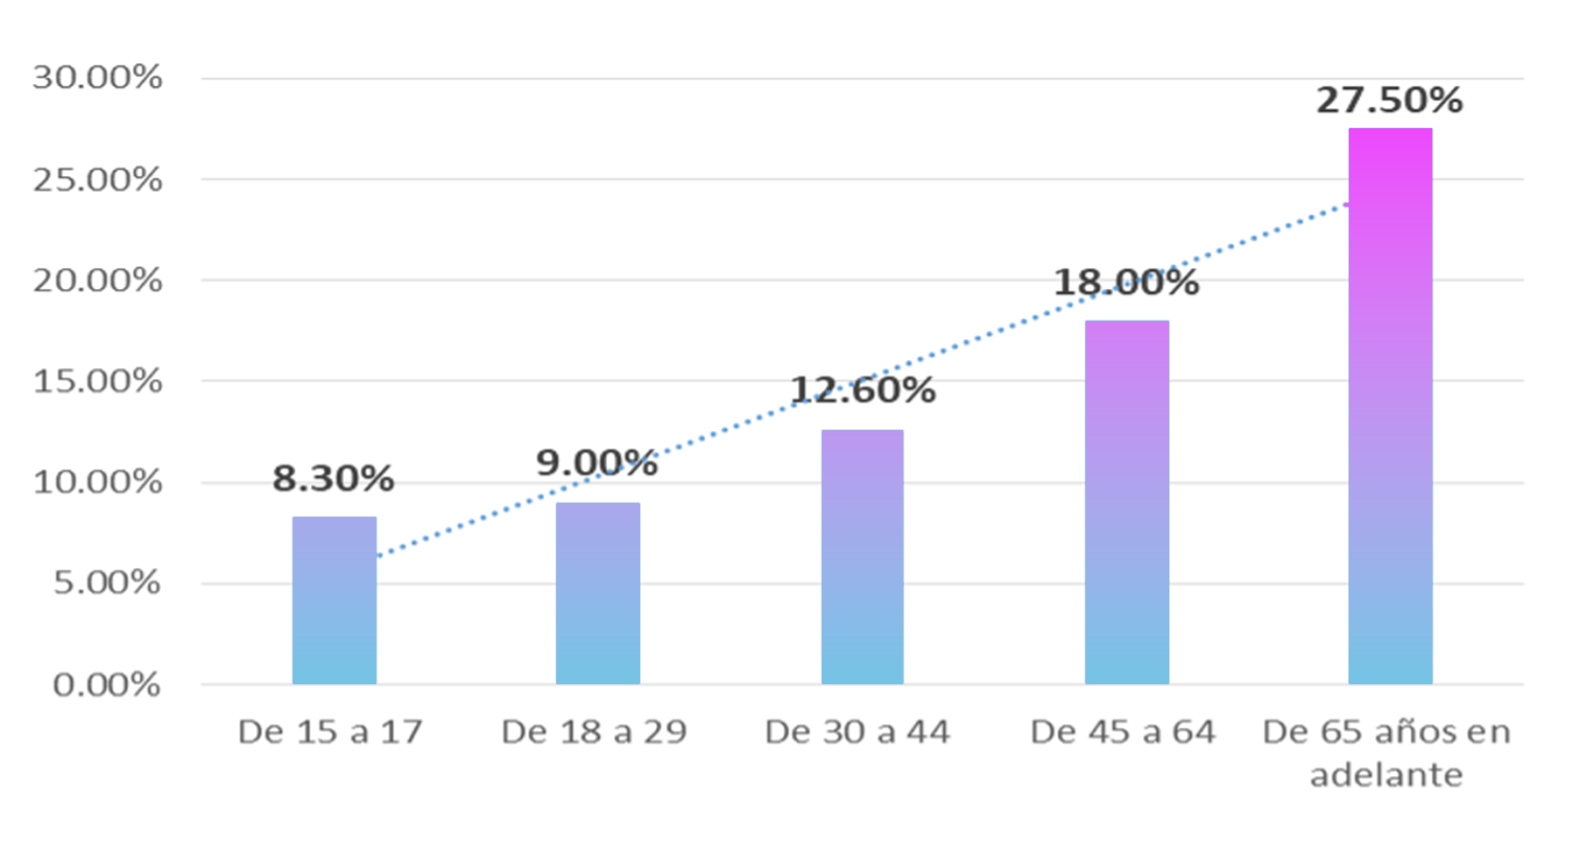 30.00%
27.50%
25.00%
20.00%
18.00%
15.00%
12.60%
10.00%
9.00%
8.30%
5.00%
0.00%
De 15 a 17
De 18 a 29
De 30 a 44
De 45 a 64
De 65 años en
adelante